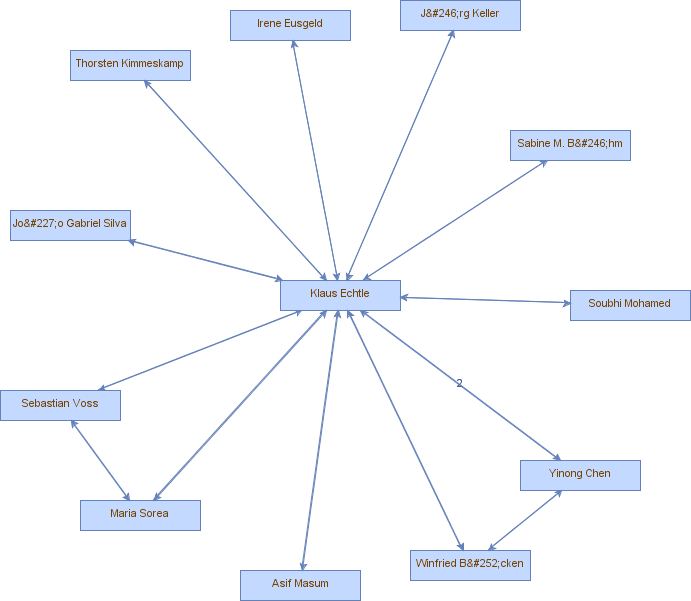 J&#246;rg Keller
Irene Eusgeld
Thorsten Kimmeskamp
Sabine M. B&#246;hm
Jo&#227;o Gabriel Silva
Klaus Echtle
Soubhi Mohamed
2
Sebastian Voss
Yinong Chen
Maria Sorea
Winfried B&#252;cken
Asif Masum